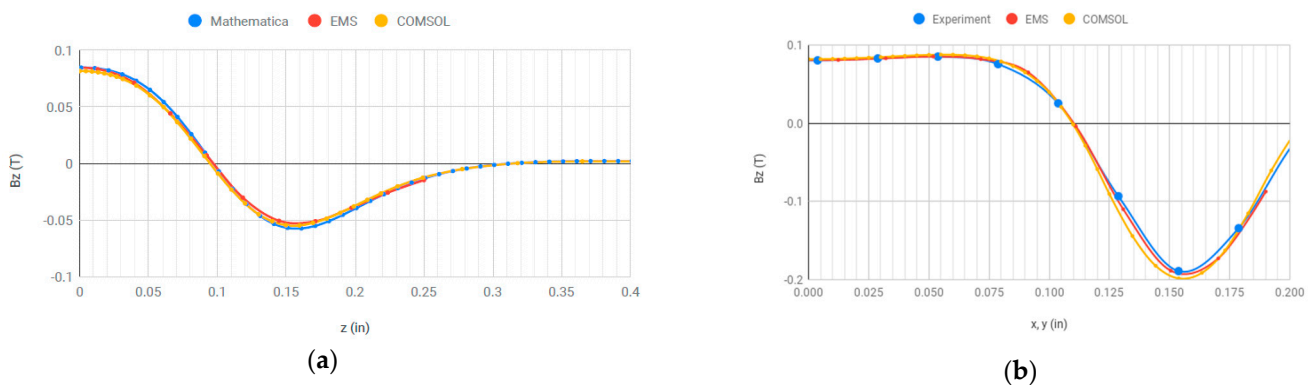 Mathematica EMS COMSOL
0.1
0.05
0
-0.05
-0.1
Bz (T)
0 0.05 0.1 0.15 0.2 0.25 0.3 0.35 0.4
z (in)
(a)
Experiment EMS COMSOL
0.1
0.0
-0.1
-0.2
Bz (T)
0.000 0.025 0.050 0.075 0.100 0.125 0.150 0.175 0.200
x, y (in)
(b)